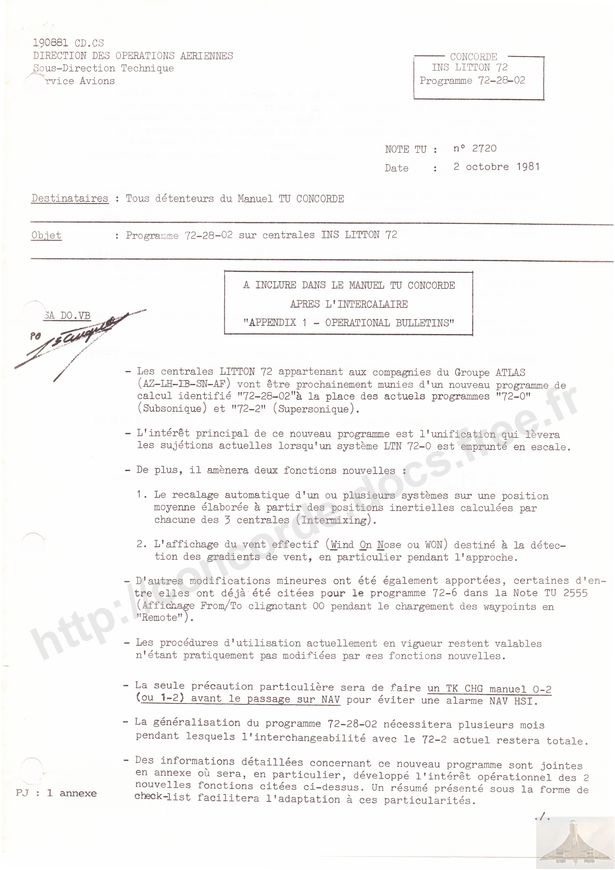 190881 CD.CS
DIRECTION DES OPERATIONS AERIENNES
Sous-Direction Technique
rvice Avions
CONCORDE
INS LITTON 72
Programme 72-28-02
NOTE TU : n° 2720
Date : 2 octobre 1981
Destinataires : Tous détenteurs du Manuel TU CONCORDE
Objet : Programme 72-28-02 sur centrales INS LITTON 72
A INCLURE DANS LE MANUEL TU CONCORDE
APRES L'INTERCALAIRE
"APPENDIX 1 - OPERATIONAL BULLETINS"
SA DO.VB
PO
- Les centrales LITTON 72 appartenant aux compagnies du Groupe ATLAS
(AZ-LH-IB-SN-AF) vont être prochainement munies d'un nouveau programme de
calcul identifié "72-28-02"à la place des actuels programmes "72-0"
(Subsonique) et "72-2" (Supersonique).
- L'intérêt principal de ce nouveau programme est l'unification qui lèvera
les sujétions actuelles lorsqu'un système LTN 72-0 est emprunté en escale.
- De plus, il amènera deux fonctions nouvelles :
1. Le recalage automatique d'un ou plusieurs systèmes sur une position
moyenne élaborée à partir des positions inertielles calculées par
chacune des 3 centrales (Intermixing).
2. L'affichage du vent effectif (Wind On Nose ou WON) destiné à la détec-
tion des gradients de vent, en particulier pendant l'approche.
- D'autres modifications mineures ont été également apportées, certaines d'en-
tre elles ont déjà été citées pour le programme 72-6 dans la Note TU 2555
(Affichage From/To clignotant 00 pendant le chargement des waypoints en
"Remote").
- Les procédures d'utilisation actuellement en vigueur restent valables
n'étant pratiquement pas modifiées par ces fonctions nouvelles.
- La seule précaution particulière sera de faire un TK CHG manuel 0-2
(ou 1-2) avant le passage sur NAV pour éviter une alarme NAV HSI.
- La généralisation du programme 72-28-02 nécessitera plusieurs mois
pendant lesquels l'interchangeabilité avec le 72-2 actuel restera totale.
- Des informations détaillées concernant ce nouveau programme sont jointes
en annexe où sera, en particulier, développé l'intérêt opérationnel des 2
nouvelles fonctions citées ci-dessus. Un résumé présenté sous la forme de
check-list facilitera l'adaptation à ces particularités.
PJ : 1 annexe
./.
http://concorde.docs.free.fr